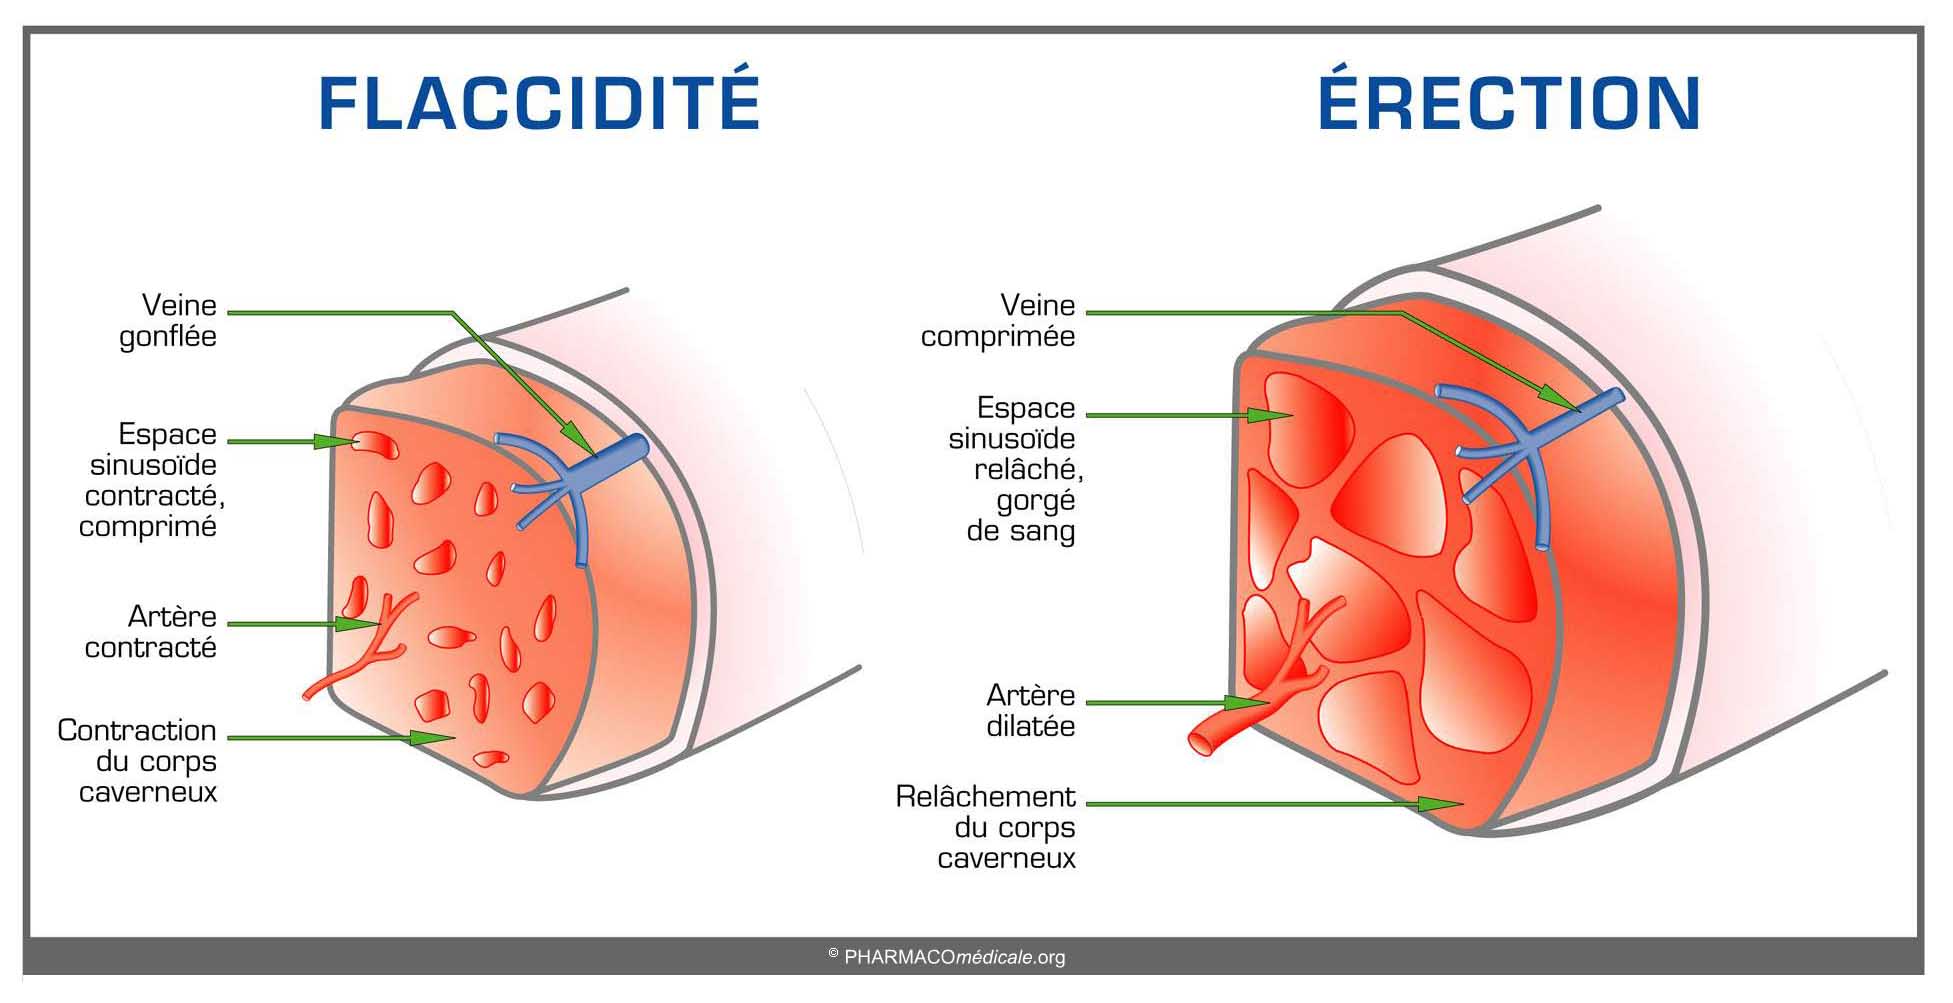 FLACCIDITÉ
Veine
gonflée
Espace
sinusoïde
contracté,
comprimé
Artère
contracté
Contraction
du corps
caverneux
ÉRECTION
Veine
comprimée
Espace
sinusoïde
relâché,
gorgé
de sang
Artère
dilatée
Relâchement
du corps
caverneux
© PHARMACOmédicale.org